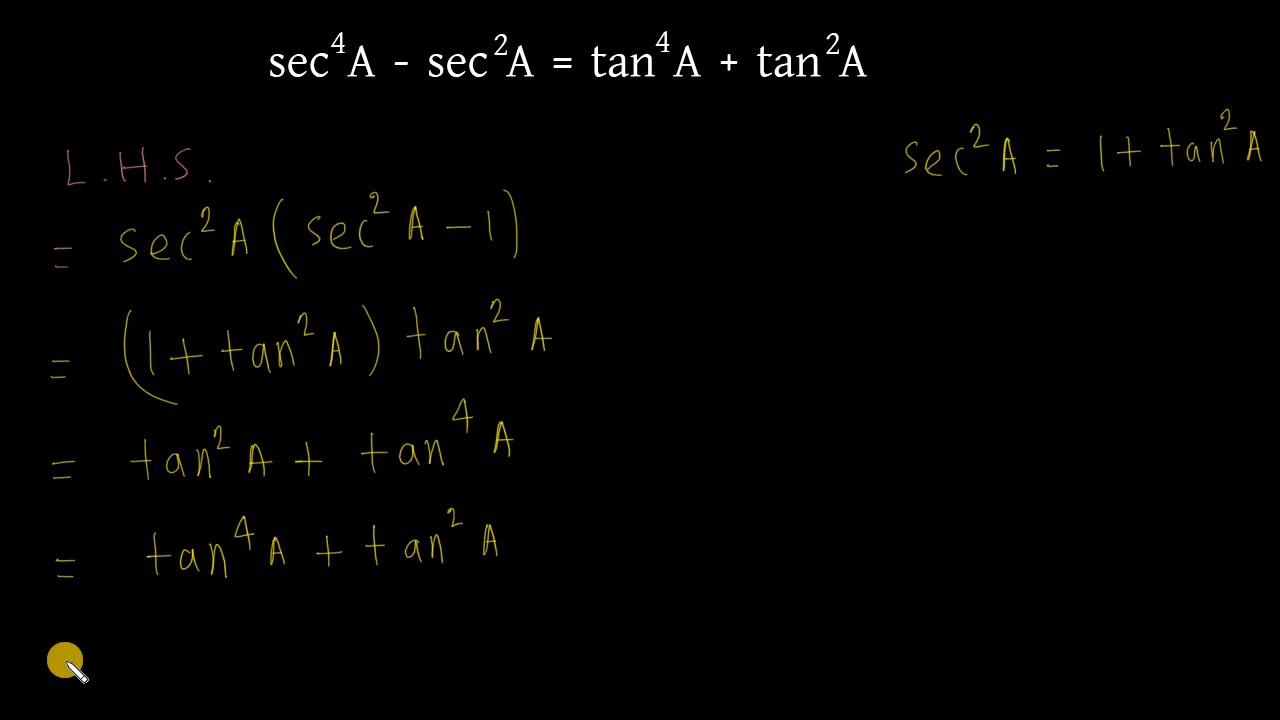 sec⁴A - sec²A = tan⁴A + tan²A
sec²A = 1 + tan²A
L.H.S.
= sec²A (sec²A - 1)
= (1 + tan²A) tan²A
= tan²A + tan⁴A
= tan⁴A + tan²A